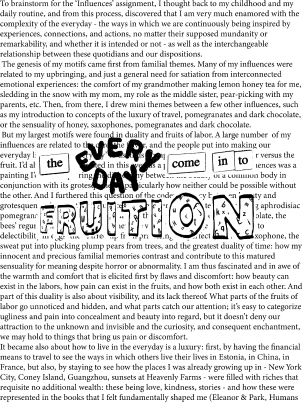 To brainstorm for the 'Influences' assignment, I thought back to my childhood and my
daily routine, and from this process, discovered that I am very much enamored with the
complexity of the everyday - the ways in which we are continuously being inspired by
experiences, connections, and actions, no matter their supposed mundanity or
remarkability, and whether it is intended or not - as well as the interchangeable
relationship between these quotidians and our dispositions.
The genesis of my motifs came first from familial themes. Many of my influences were
related to my upbringing, and just a general need for satiation from interconnected
emotional experiences: the comfort of my grandmother making lemon honey tea for me,
sledding in the snow with my mom, my role as the middle sister, pear-picking with my
parents, etc. Then, from there, I drew mini themes between a few other influences, such
as my introduction to concepts of the luxury of travel, pomegranates and dark chocolate,
or the sensuality of honey, saxophones, pomegranates and dark chocolate.
But my largest motifs were found in duality and fruits of labor. A large number of my
influences are related to the and the people put into making our
everyday versus the
fruit. I'd al in this was a
painting I of a common body in
conjunction with its protes icularly how neither could be possible without
the other. And I furthered this question of the ode and
grotesque aphrodisiac
pomegran late, the
bees' regur to
delectability, xophone, the
sweat put into plucking plump pears from trees, and the greatest duality of time: how my
innocent and precious familial memories contrast and contribute to this matured
sensuality for meaning despite horror or abnormality. I am thus fascinated and in awe of
the warmth and comfort that is elicited first by flaws and discomfort: how beauty can
exist in the labors, how pain can exist in the fruits, and how both exist in each other. And
part of this duality is also about visibility, and its lack thereof. What parts of the fruits of
labor go unnoticed and hidden, and what parts catch our attention; it's easy to categorize
ugliness and pain into concealment and beauty into regard, but it doesn't deny our
attraction to the unknown and invisible and the curiosity, and consequent enchantment,
we may hold to things that bring us pain or discomfort.
It became also about how to live in the everyday is a luxury: first, by having the financial
means to travel to see the ways in which others live their lives in Estonia, in China, in
France, but also, by staying to see how the places I was already growing up in - New York
City, Coney Island, Guangzhou, sunsets at Heavenly Farms - were filled with riches that
requisite no additional wealth: these being love, kindness, stories - and how these were
represented in the books that I felt fundamentally shaped me (Eleanor & Park, Humans
the EVERY DAY come in to
FRUITION